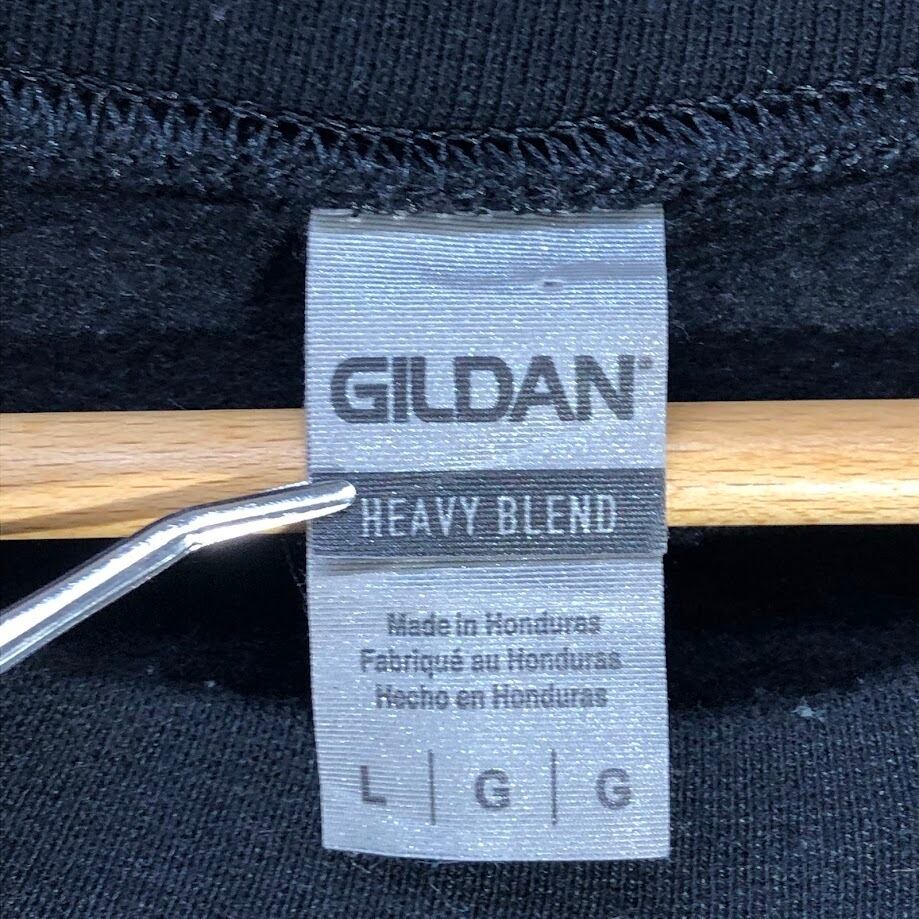 GILDAN®
HEAVY BLEND
Made in Honduras
Fabriqué au Honduras
Hecho en Honduras
L | G | G